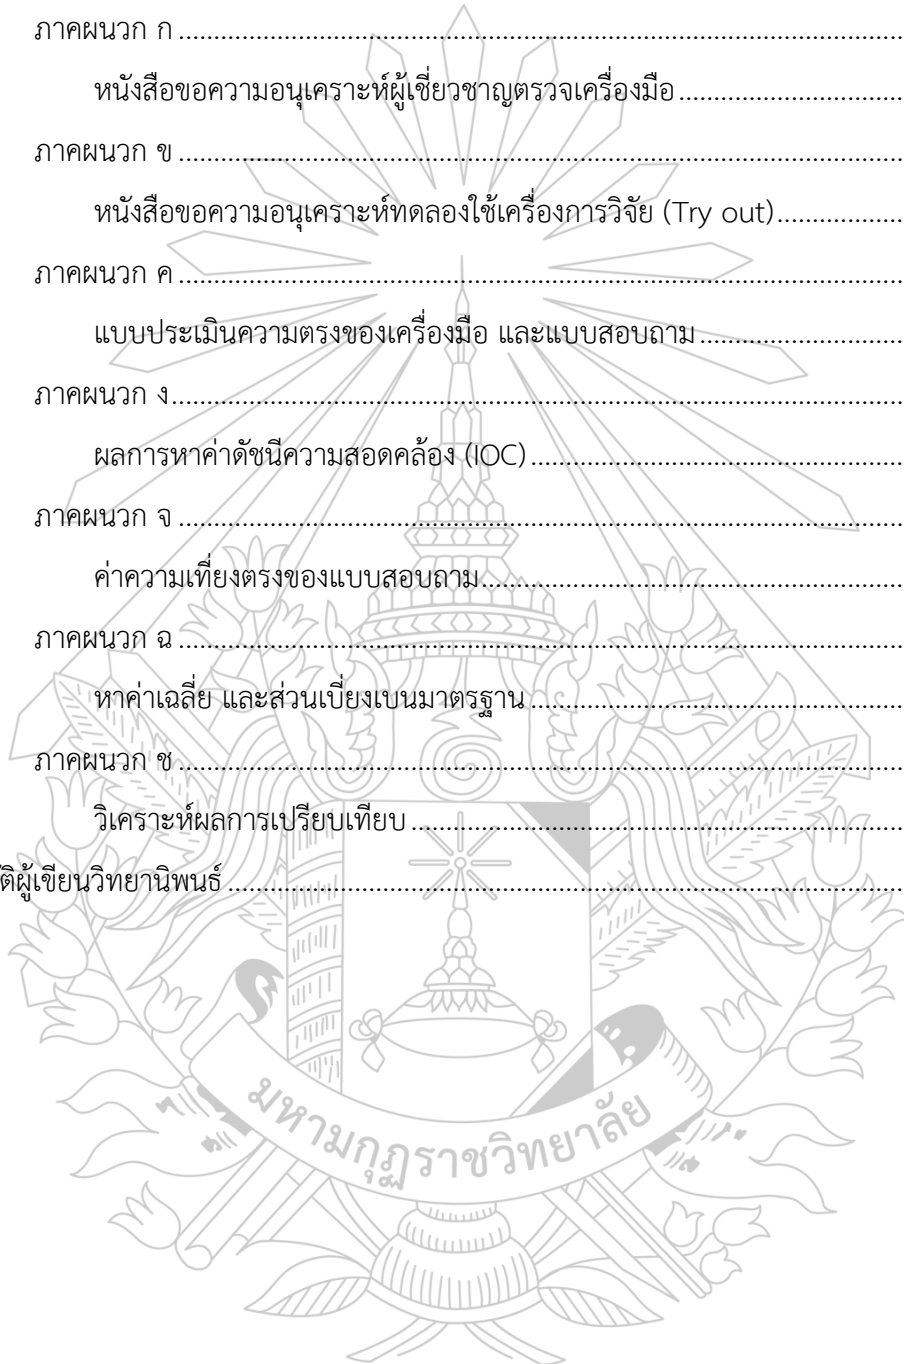 ภาคผนวก ก ........................................................................................................
หนังสือขอความอนุเคราะห์ผู้เชี่ยวชาญตรวจเครื่องมือ ................................
ภาคผนวก ข ........................................................................................................
หนังสือขอความอนุเคราะห์ทดลองใช้เครื่องการวิจัย (Try out) ..................
ภาคผนวก ค ........................................................................................................
แบบประเมินความตรงของเครื่องมือ และแบบสอบถาม .............................
ภาคผนวก ง .........................................................................................................
ผลการหาค่าดัชนีความสอดคล้อง (IOC) .....................................................
ภาคผนวก จ ........................................................................................................
ค่าความเที่ยงตรงของแบบสอบถาม ............................................................
ภาคผนวก ฉ ........................................................................................................
หาค่าเฉลี่ย และส่วนเบี่ยงเบนมาตรฐาน .....................................................
ภาคผนวก ช ........................................................................................................
วิเคราะห์ผลการเปรียบเทียบ ......................................................................
ติผู้เขียนวิทยานิพนธ์ .................................................................................................
มหามกุฏราชวิทยาลัย